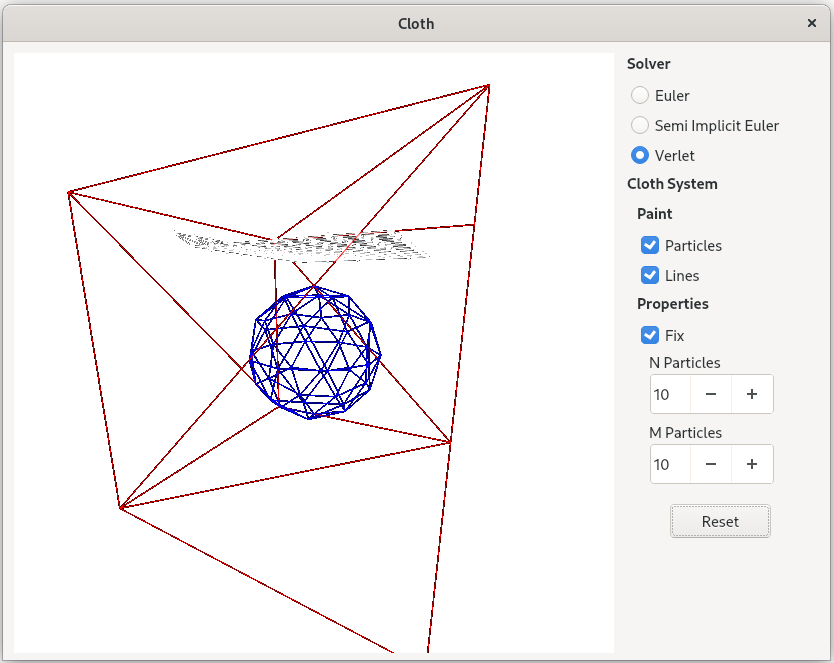 Cloth
Solver
Euler
Semi Implicit Euler
Verlet
Cloth System
Paint
Particles
Lines
Properties
Fix
N Particles
10
M Particles
10
Reset